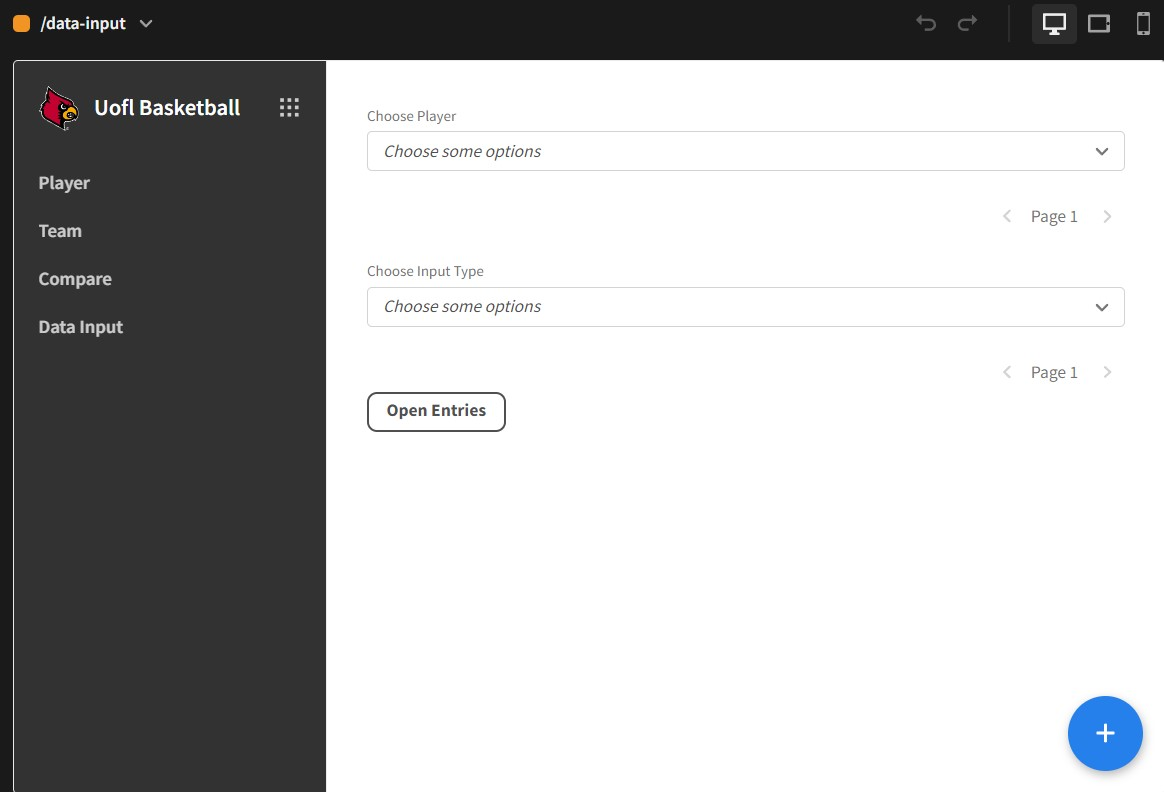 /data-input
Uofl Basketball
Player
Team
Compare
Data Input
Choose Player
Choose some options
Page 1
Choose Input Type
Choose some options
Page 1
Open Entries